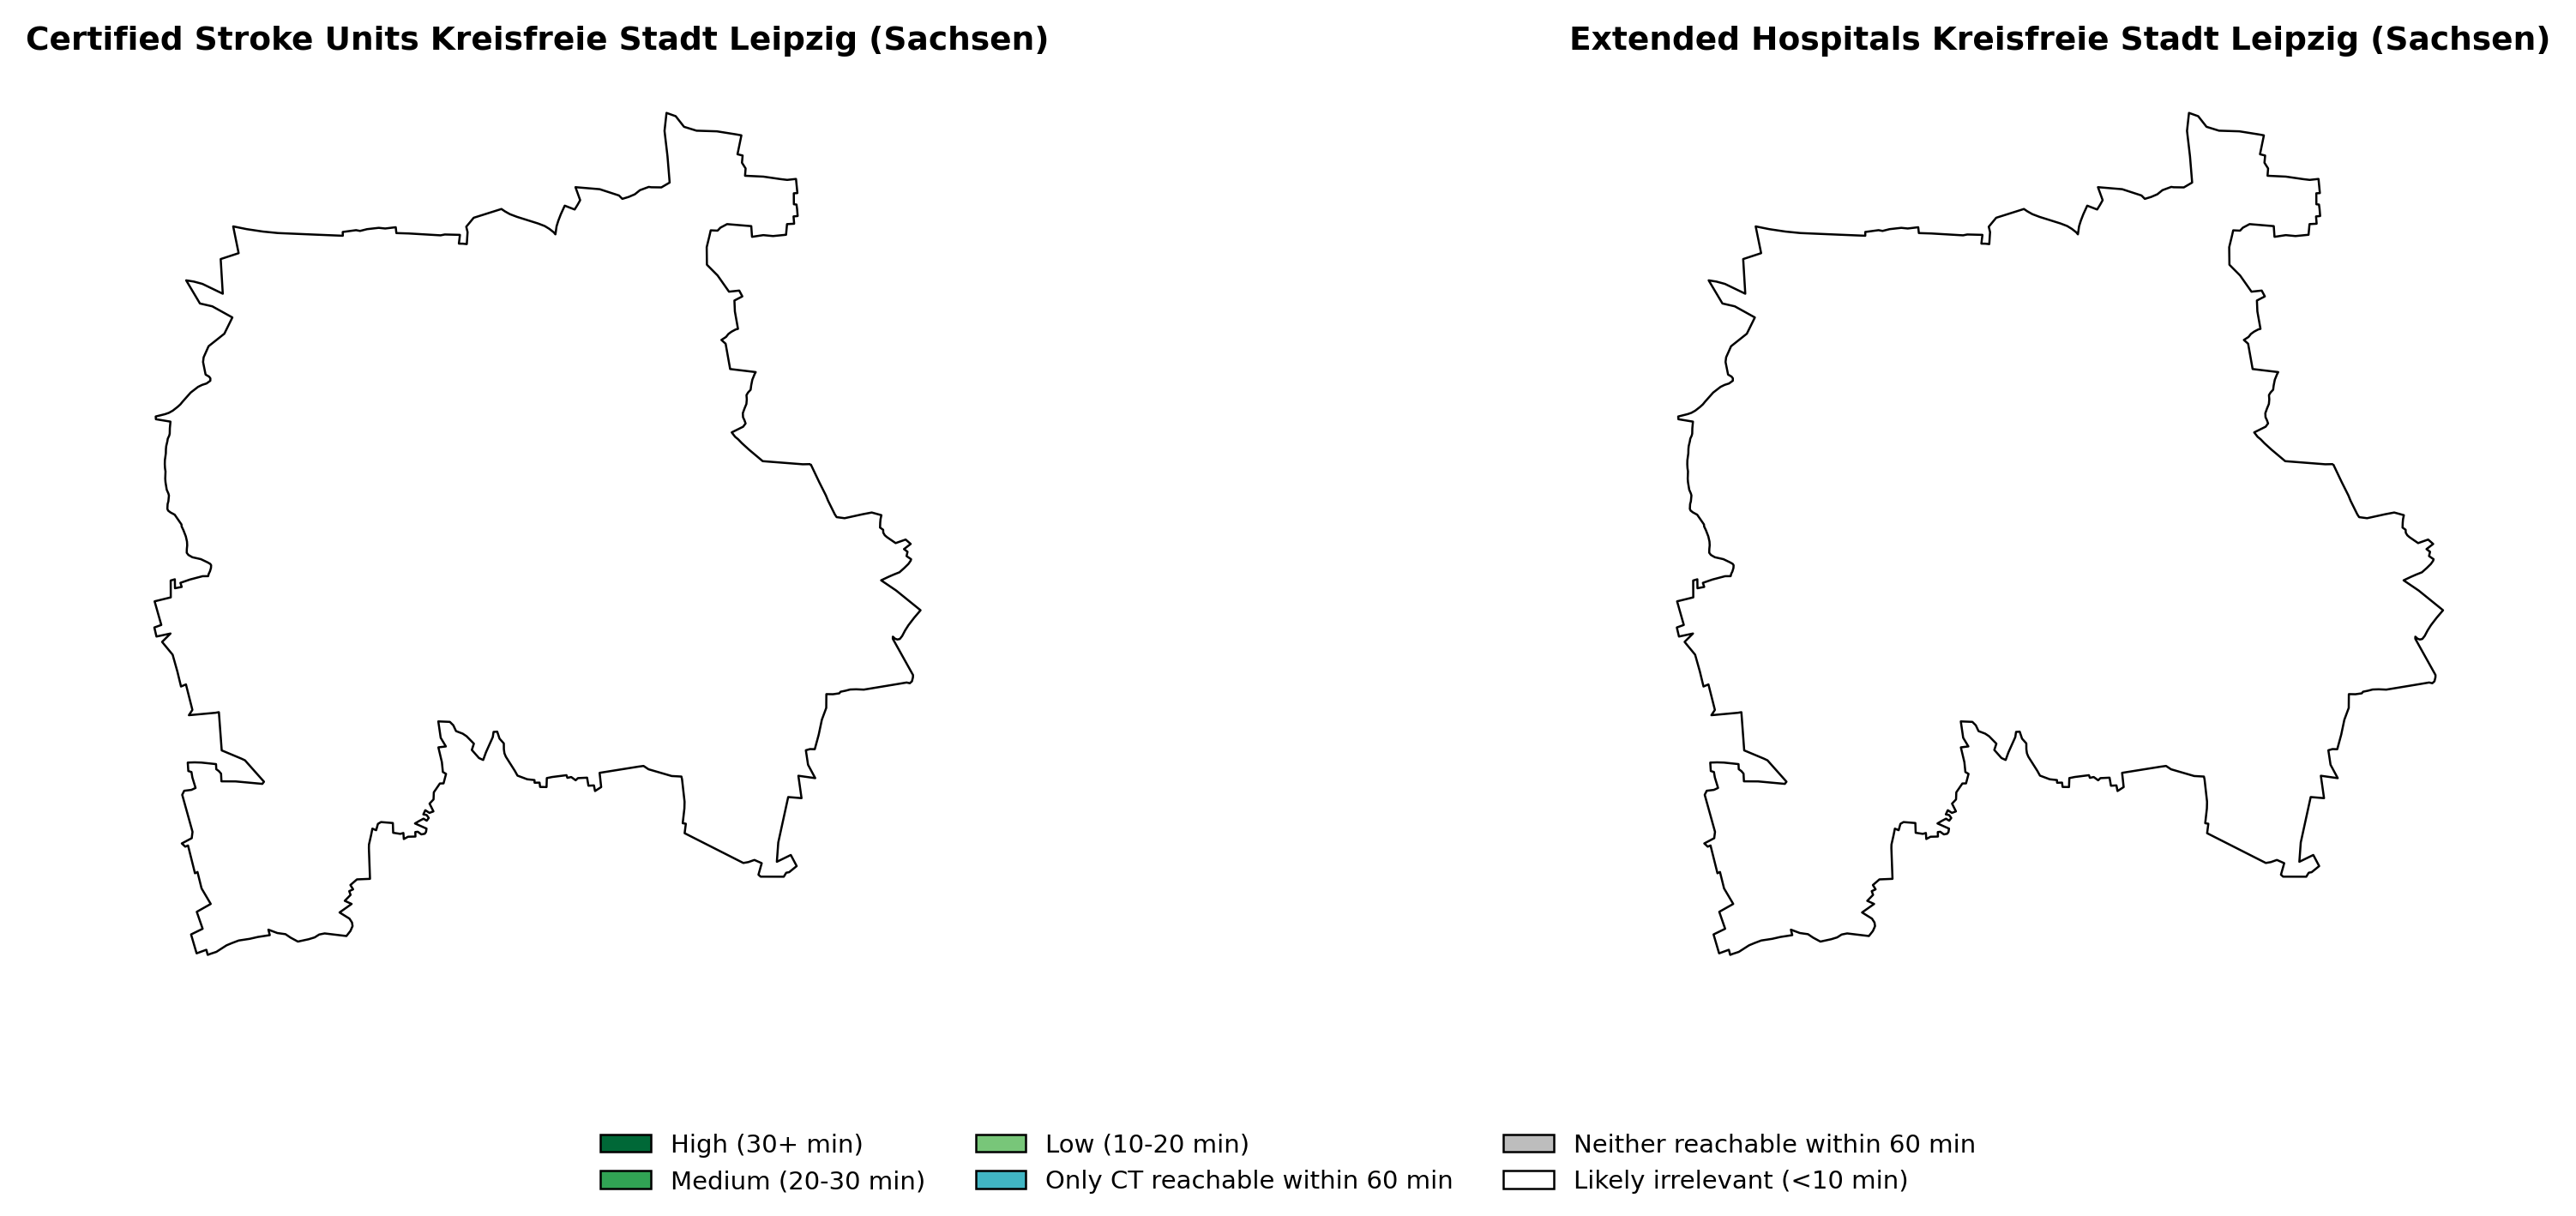 Certified Stroke Units Kreisfreie Stadt Leipzig (Sachsen)
Extended Hospitals Kreisfreie Stadt Leipzig (Sachsen)
High (30+ min)
Medium (20-30 min)
Low (10-20 min)
Only CT reachable within 60 min
Neither reachable within 60 min
Likely irrelevant (<10 min)